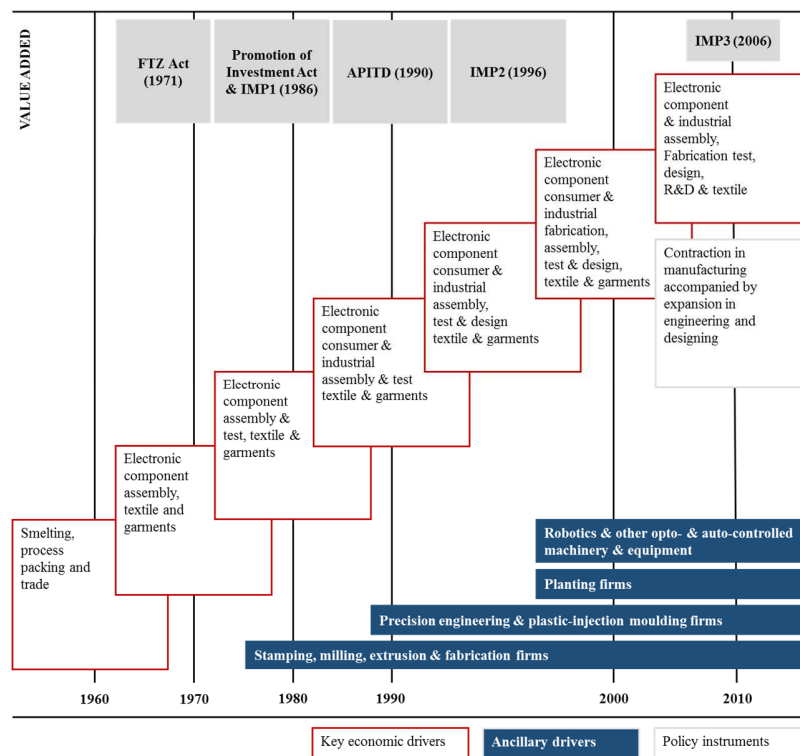 VALUE ADDED
FTZ Act
(1971)
Promotion of
Investment Act
& IMP1 (1986)
APITD (1990)
IMP2 (1996)
IMP3 (2006)
Electronic
component
& industrial
assembly,
Fabrication test,
design,
R&D & textile
Electronic
component
consumer &
industrial
fabrication,
assembly,
test & design,
textile & garments
Contraction in
manufacturing
accompanied by
expansion in
engineering and
designing
Electronic
component
consumer &
industrial
assembly,
test & design
textile & garments
Electronic
component
consumer &
industrial
assembly & test
textile & garments
Electronic
component
assembly &
test, textile &
garments
Electronic
component
assembly,
textile and
garments
Smelting,
process
packing and
trade
Robotics & other opto- & auto-controlled
machinery & equipment
Planting firms
Precision engineering & plastic-injection moulding firms
Stamping, milling, extrusion & fabrication firms
1960 1970 1980 1990 2000 2010
Key economic drivers
Ancillary drivers
Policy instruments